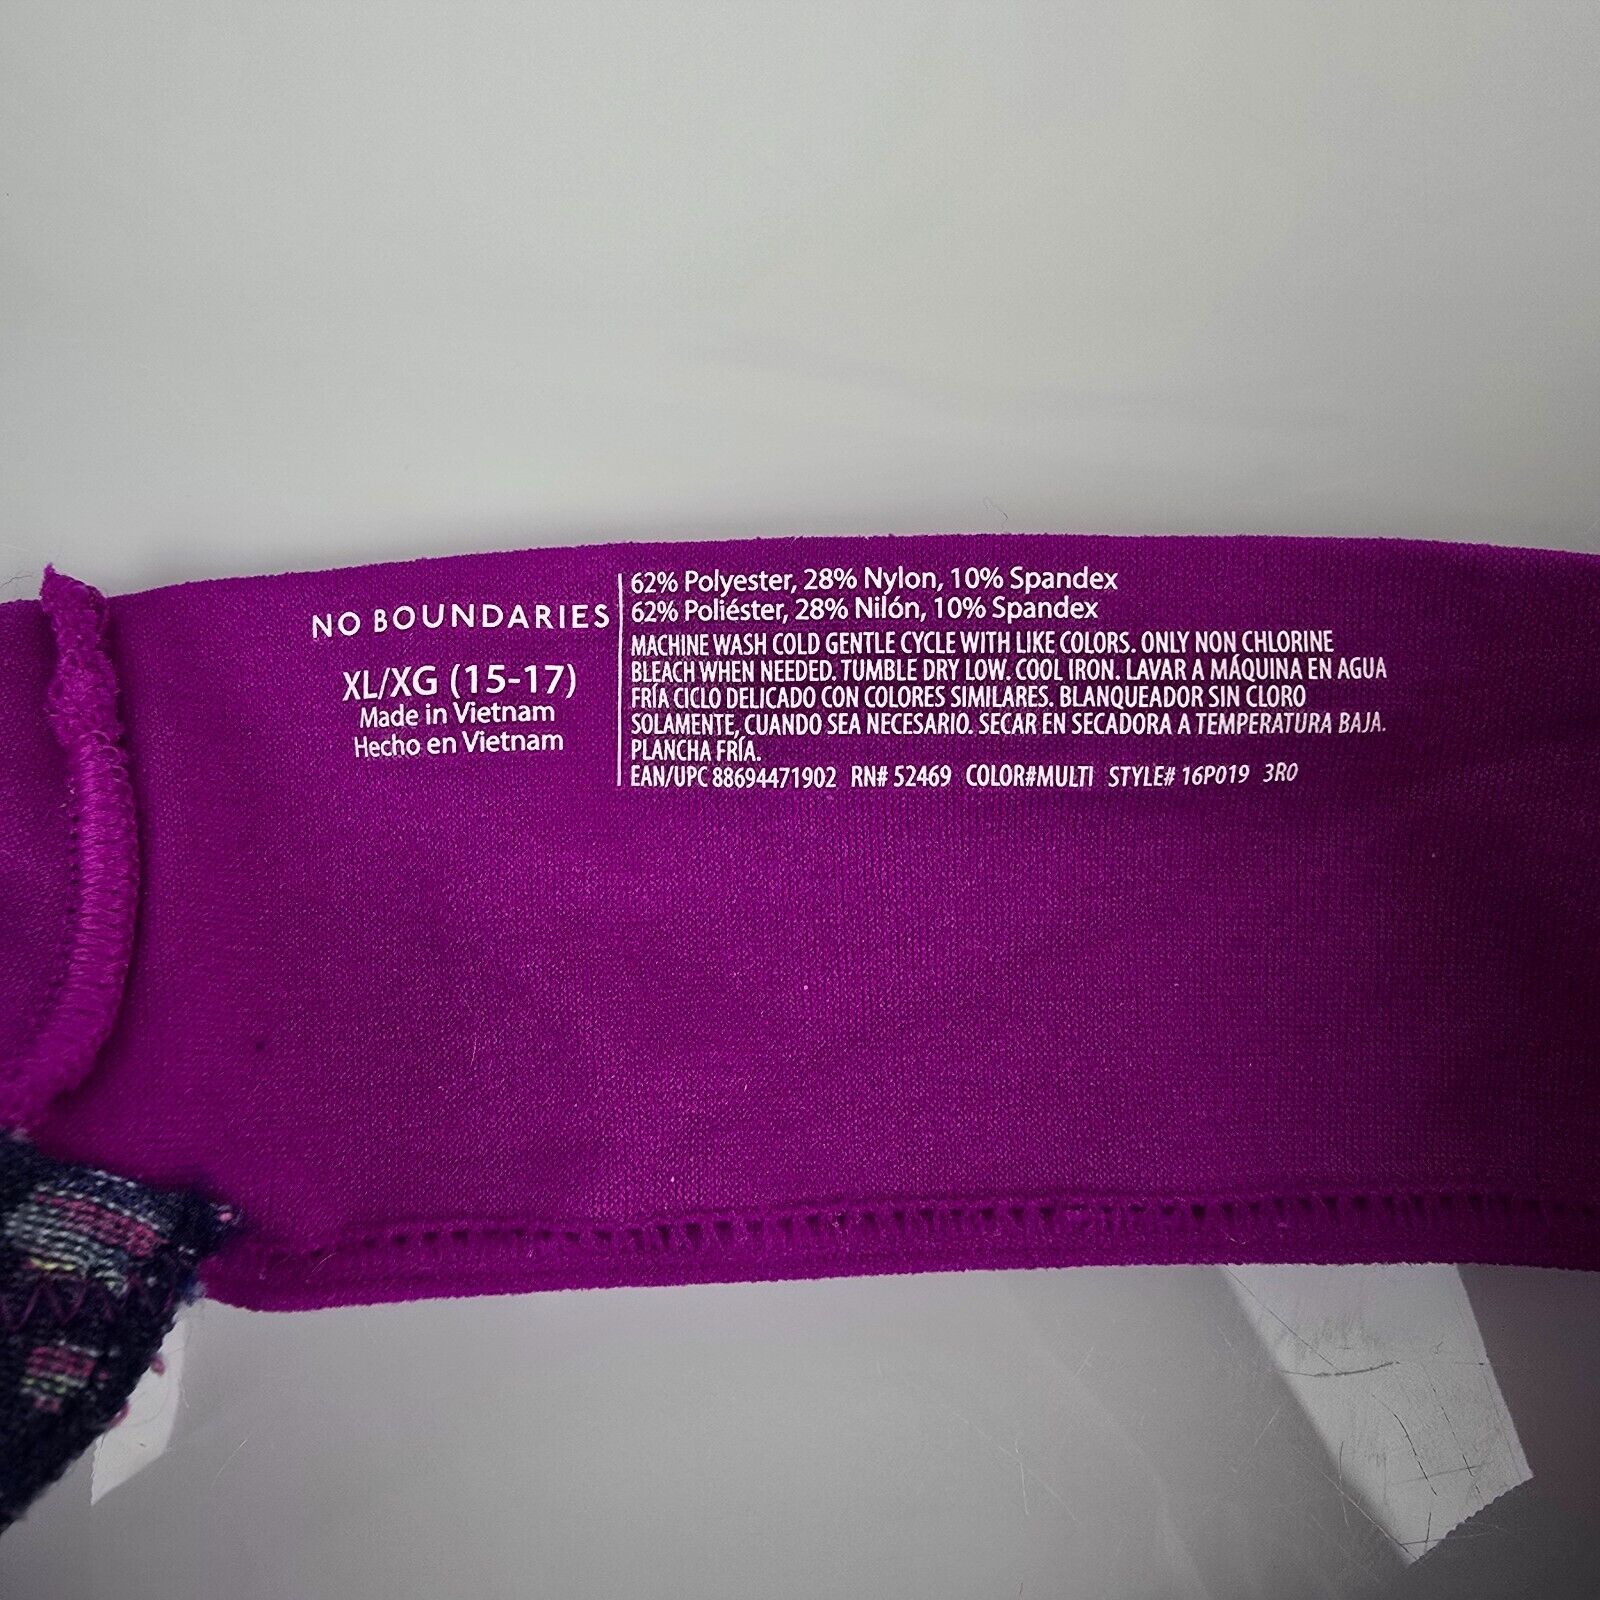 NO BOUNDARIES
XL/XG (15-17)
Made in Vietnam
Hecho en Vietnam
62% Polyester, 28% Nylon, 10% Spandex
62% Poliéster, 28% Nilón, 10% Spandex
MACHINE WASH COLD GENTLE CYCLE WITH LIKE COLORS. ONLY NON CHLORINE
BLEACH WHEN NEEDED. TUMBLE DRY LOW. COOL IRON. LAVAR A MÁQUINA EN AGUA
FRÍA CICLO DELICADO CON COLORES SIMILARES. BLANQUEADOR SIN CLORO
SOLAMENTE, CUANDO SEA NECESARIO. SECAR EN SECADORA A TEMPERATURA BAJA.
PLANCHA FRÍA.
EAN/UPC 88694471902 RN# 52469 COLOR#MULTI STYLE# 16P019 3R0